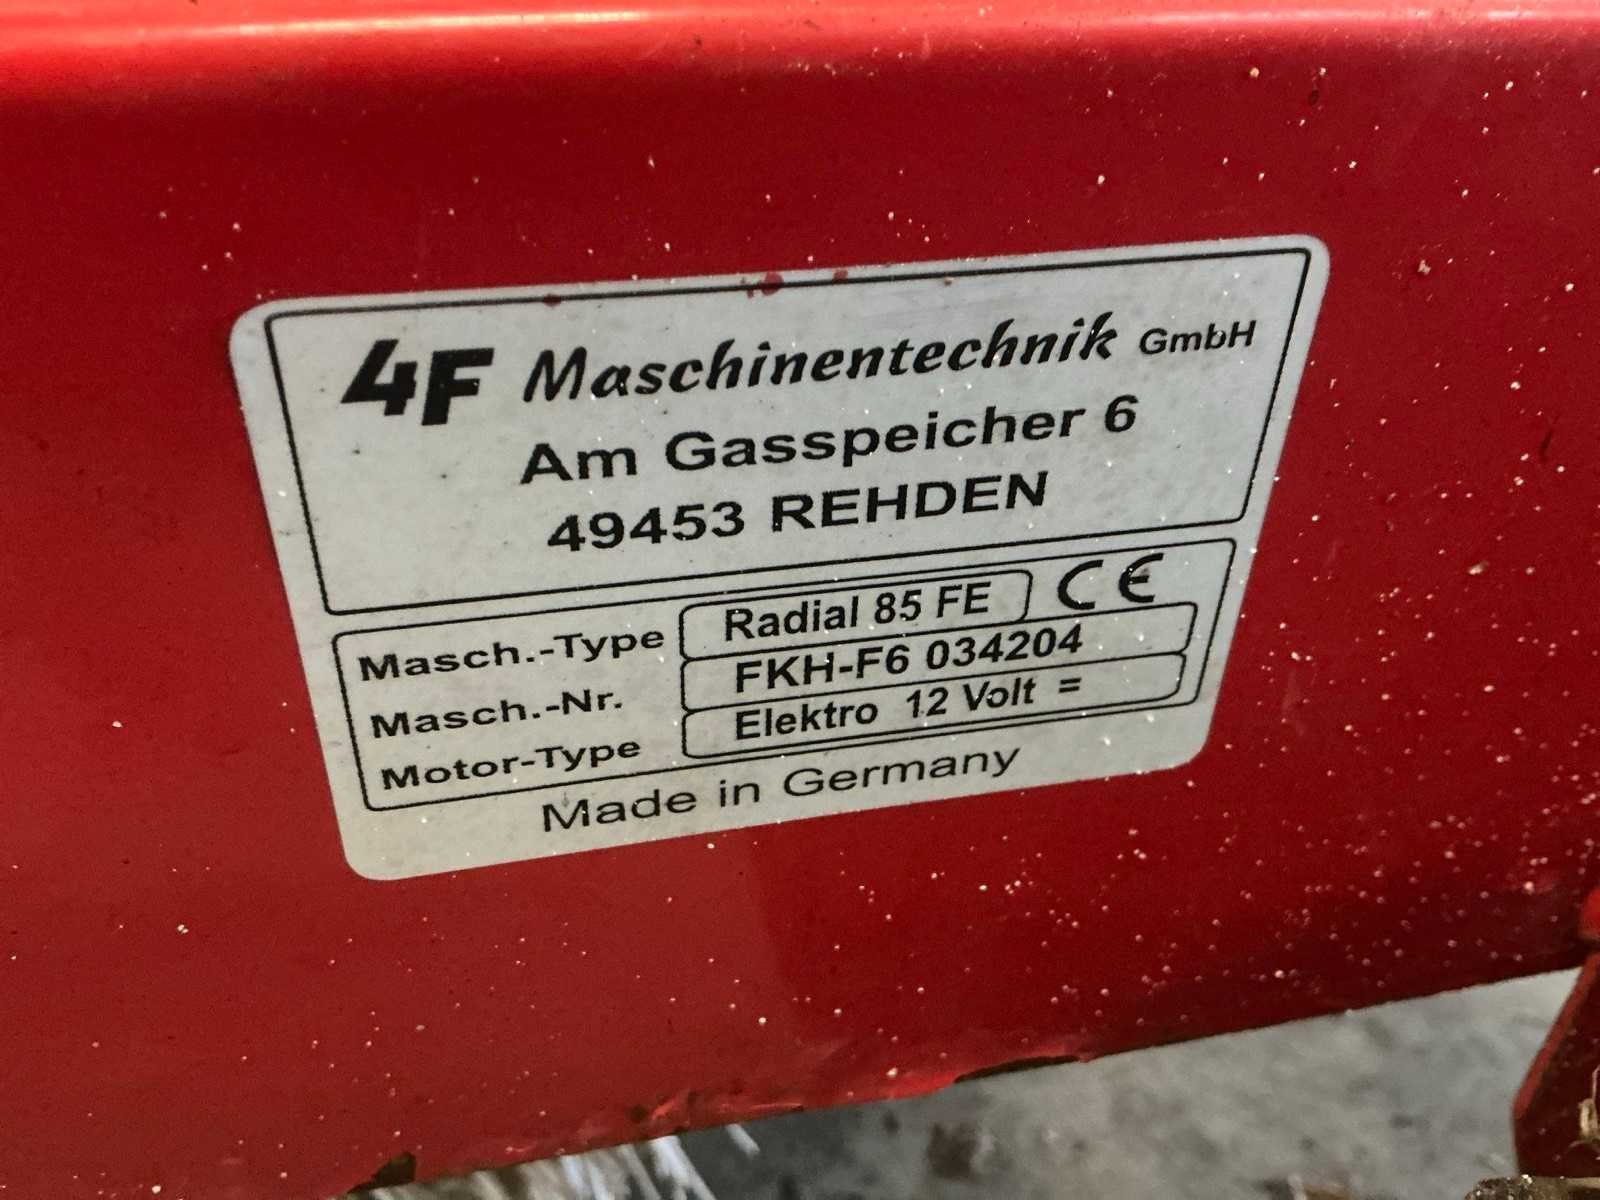 4F Maschinentechnik GmbH
Am Gasspeicher 6
49453 REHDEN
Masch.-Type Radial 85 FE CE
Masch.-Nr. FKH-F6 034204
Motor-Type Elektro 12 Volt =
Made in Germany